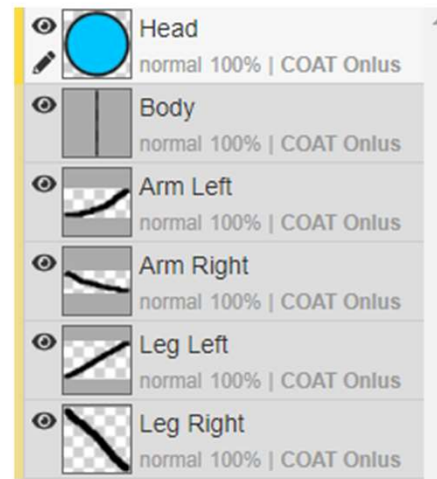 Head
normal 100% | COAT Onlus
Body
normal 100% | COAT Onlus
Arm Left
normal 100% | COAT Onlus
Arm Right
normal 100% | COAT Onlus
Leg Left
normal 100% | COAT Onlus
Leg Right
normal 100% | COAT Onlus